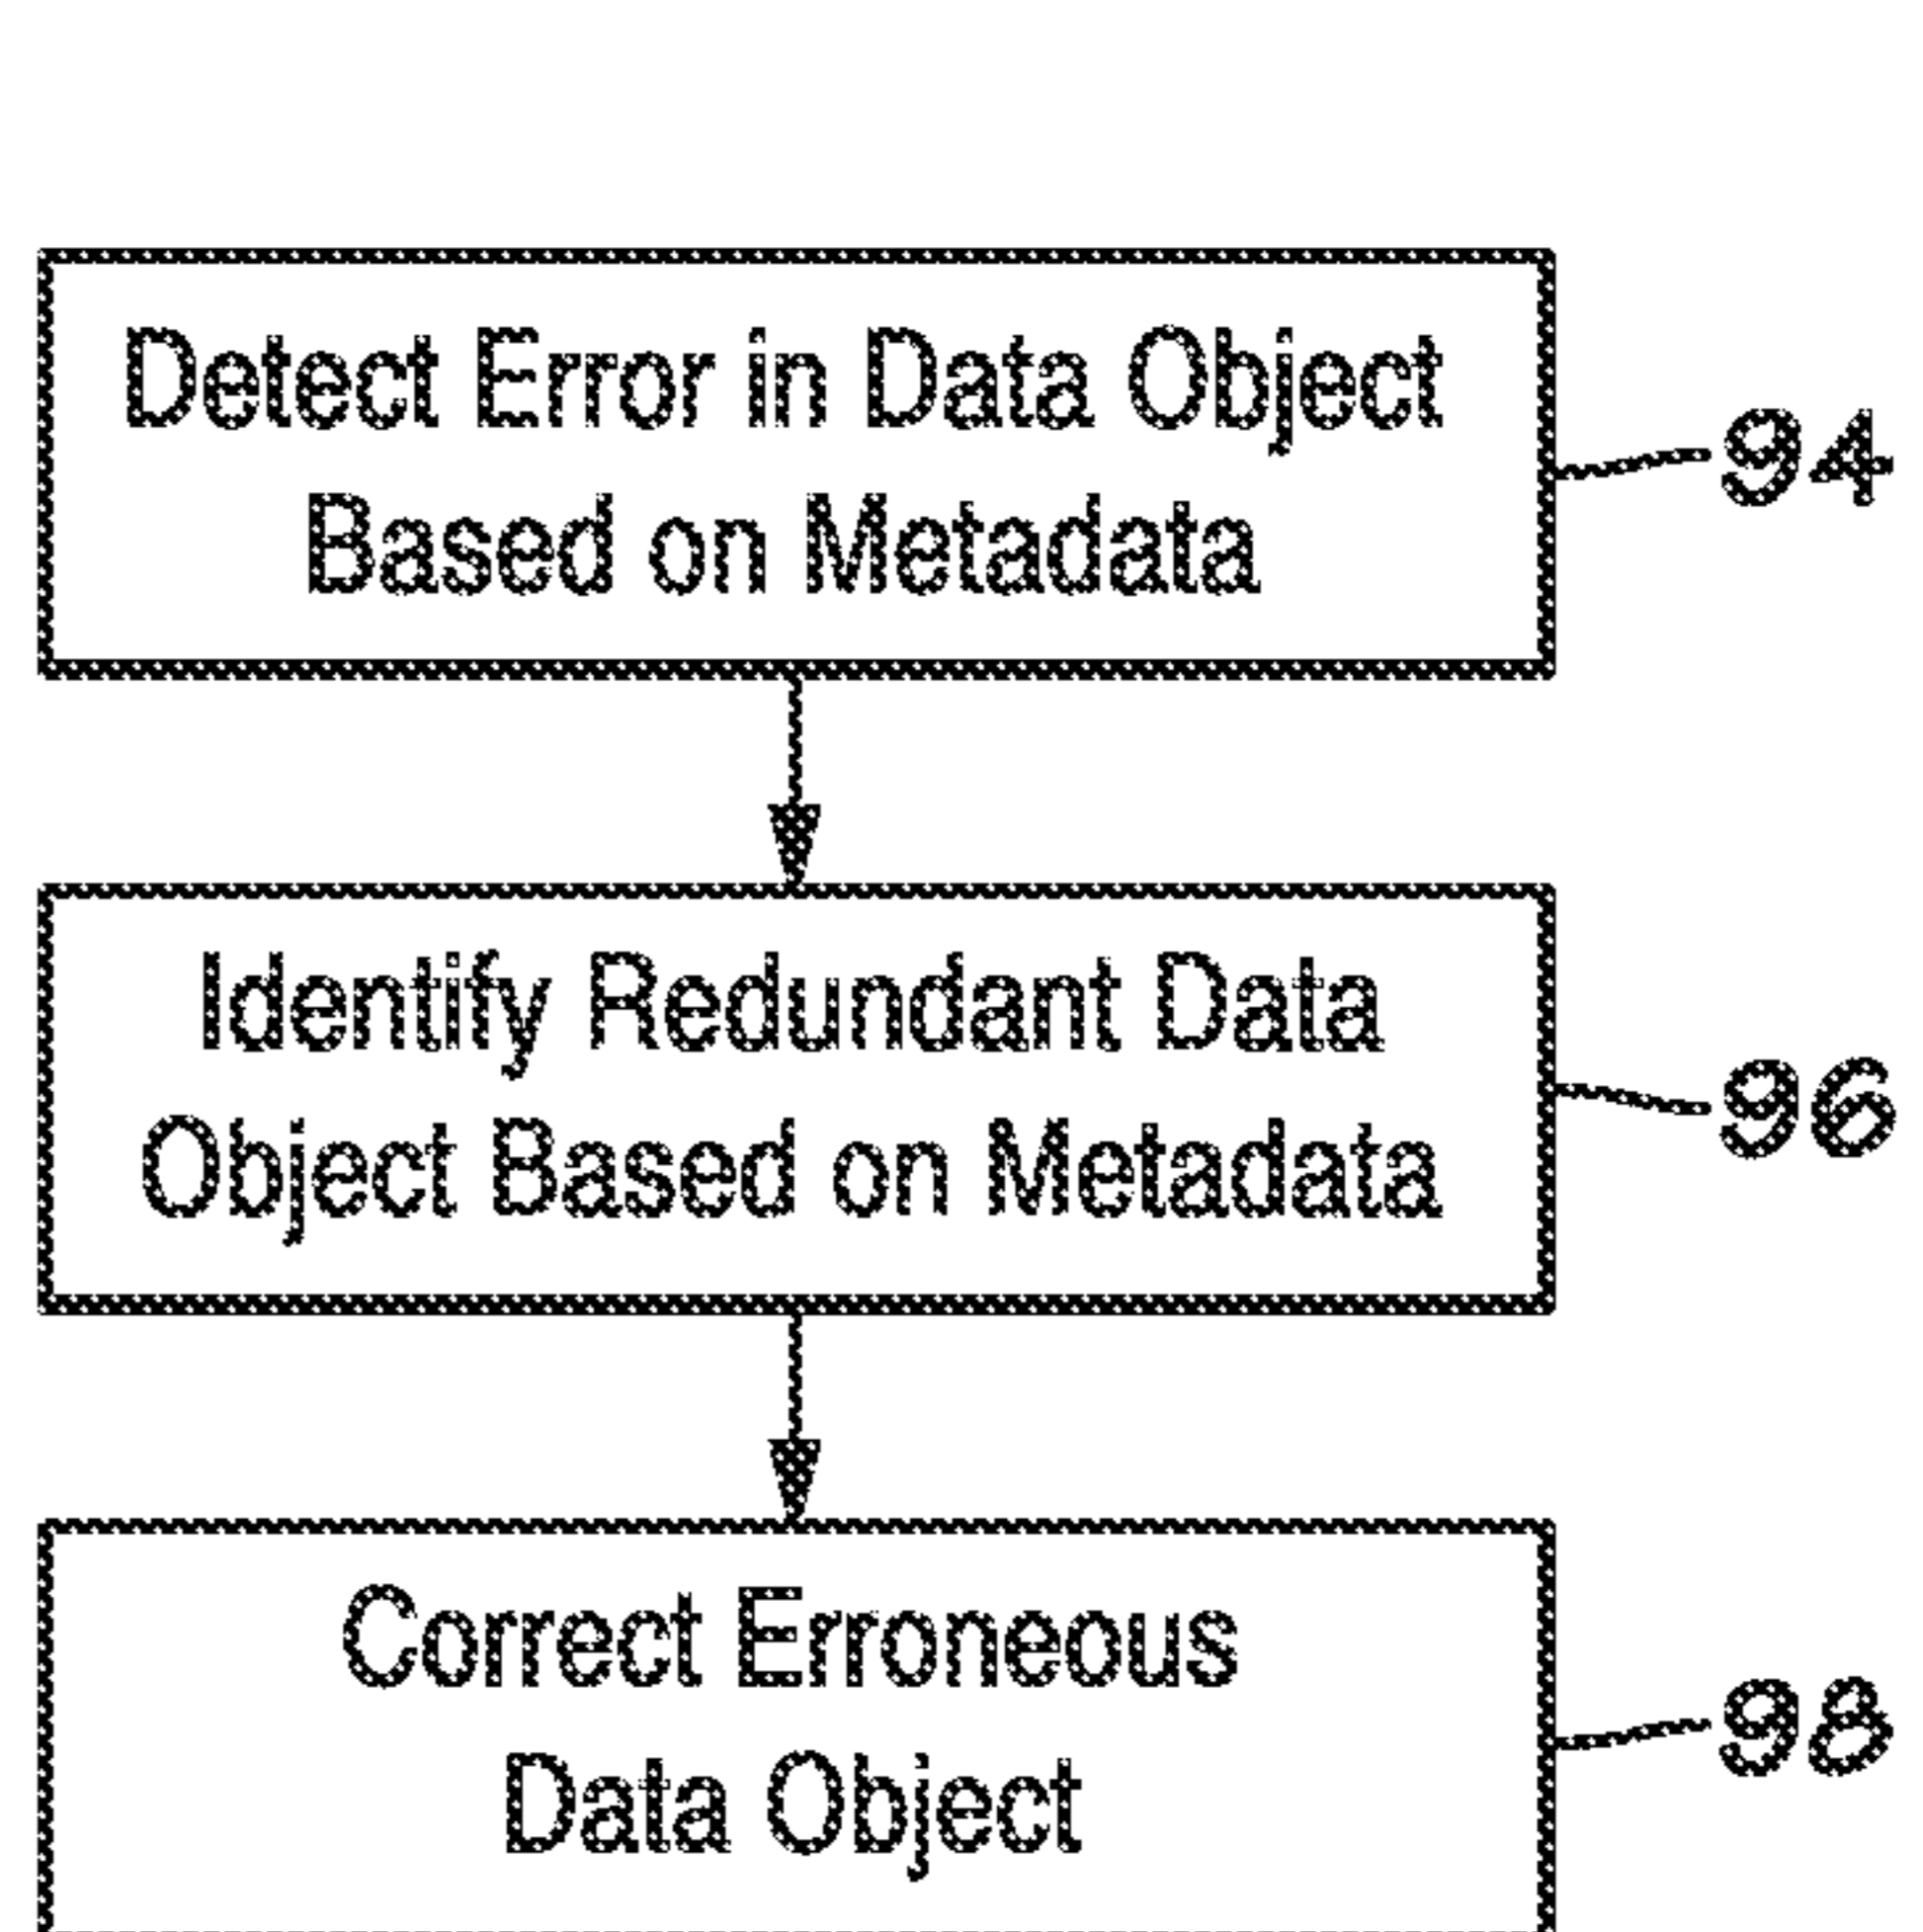 Detect Error in Data Object
Based on Metadata
94
Identify Redundant Data
Object Based on Metadata
96
Correct Erroneous
Data Object
98